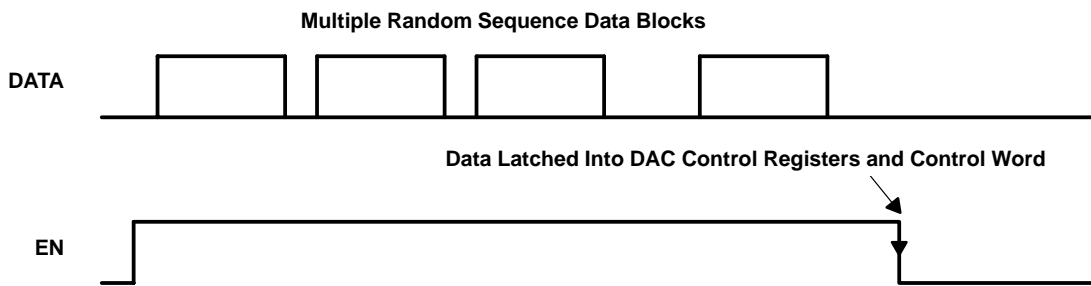 Multiple Random Sequence Data Blocks
DATA
Data Latched Into DAC Control Registers and Control Word
EN